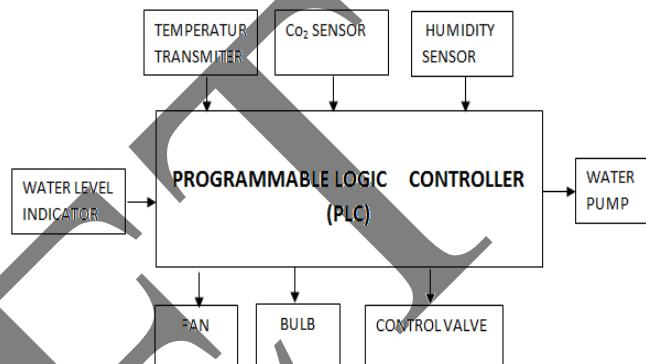 TEMPERATUR
TRANSMITER
Co₂ SENSOR
HUMIDITY
SENSOR
WATER LEVEL
INDICATOR
PROGRAMMABLE LOGIC CONTROLLER
(PLC)
WATER
PUMP
FAN
BULB
CONTROL VALVE